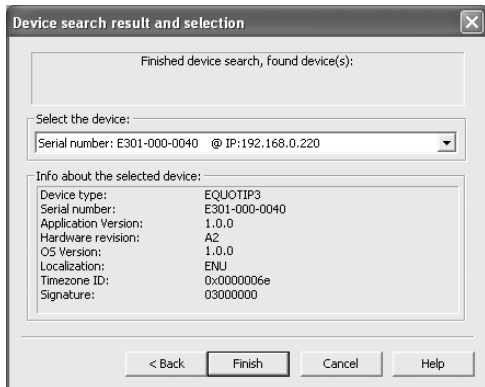 Device search result and selection
Finished device search, found device(s):
Select the device:
Serial number: E301-000-0040 @ IP:192.168.0.220
Info about the selected device:
Device type: EQUOTIP3
Serial number: E301-000-0040
Application Version: 1.0.0
Hardware revision: A2
OS Version: 1.0.0
Localization: ENU
Timezone ID: 0x0000006e
Signature: 03000000
< Back Finish Cancel Help